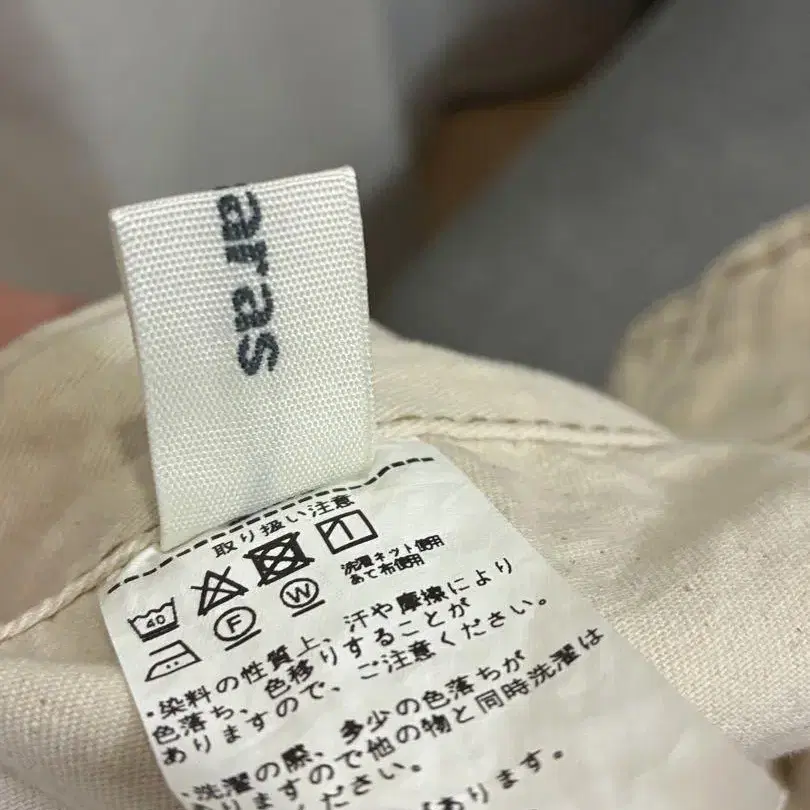 aras
取り扱い注意
40
F
W
洗濯ネット使用
あて布使用
・染料の性質上、汗や摩擦により
色落ち、色移りすることが
ありますので、ご注意ください。
・洗濯の際、多少の色落ちが
ありますので他の物と同時洗濯は
ください。
があります。